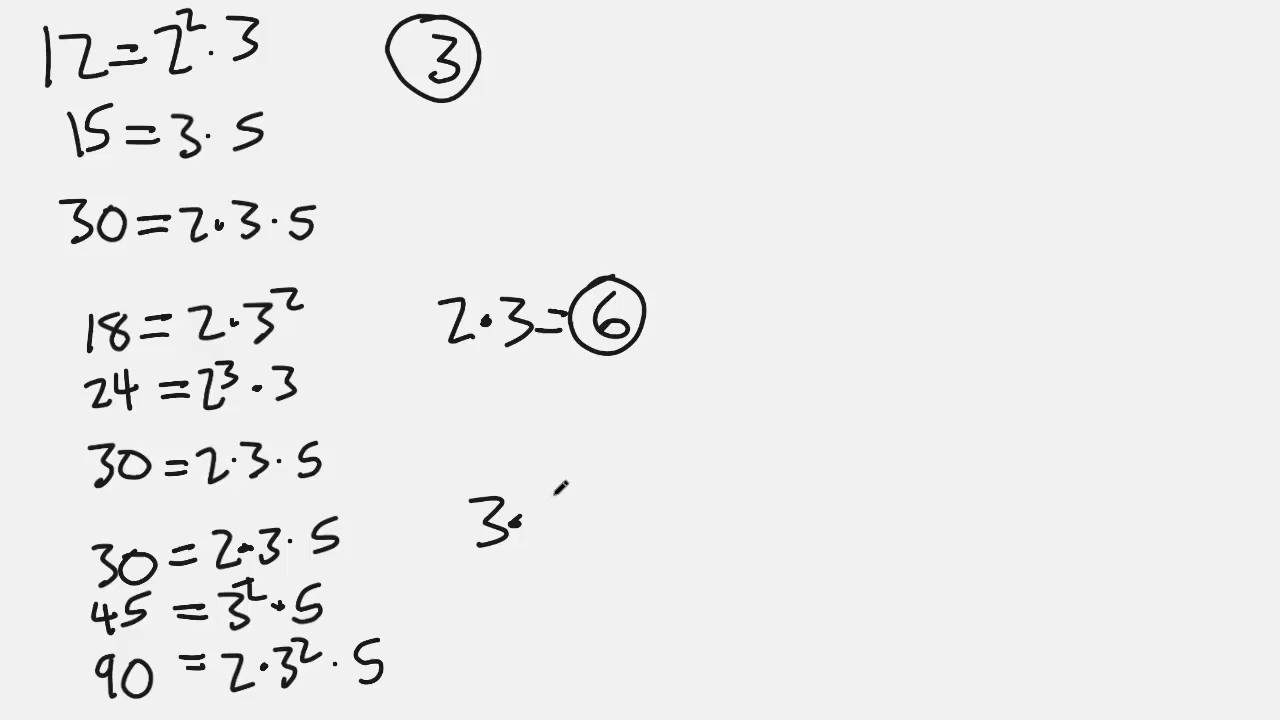 12 = 2² · 3
3
15 = 3 · 5
30 = 2 · 3 · 5
18 = 2 · 3²
2 · 3 = 6
24 = 2³ · 3
30 = 2 · 3 · 5
3 ·
30 = 2 · 3 · 5
45 = 3² · 5
90 = 2 · 3² · 5